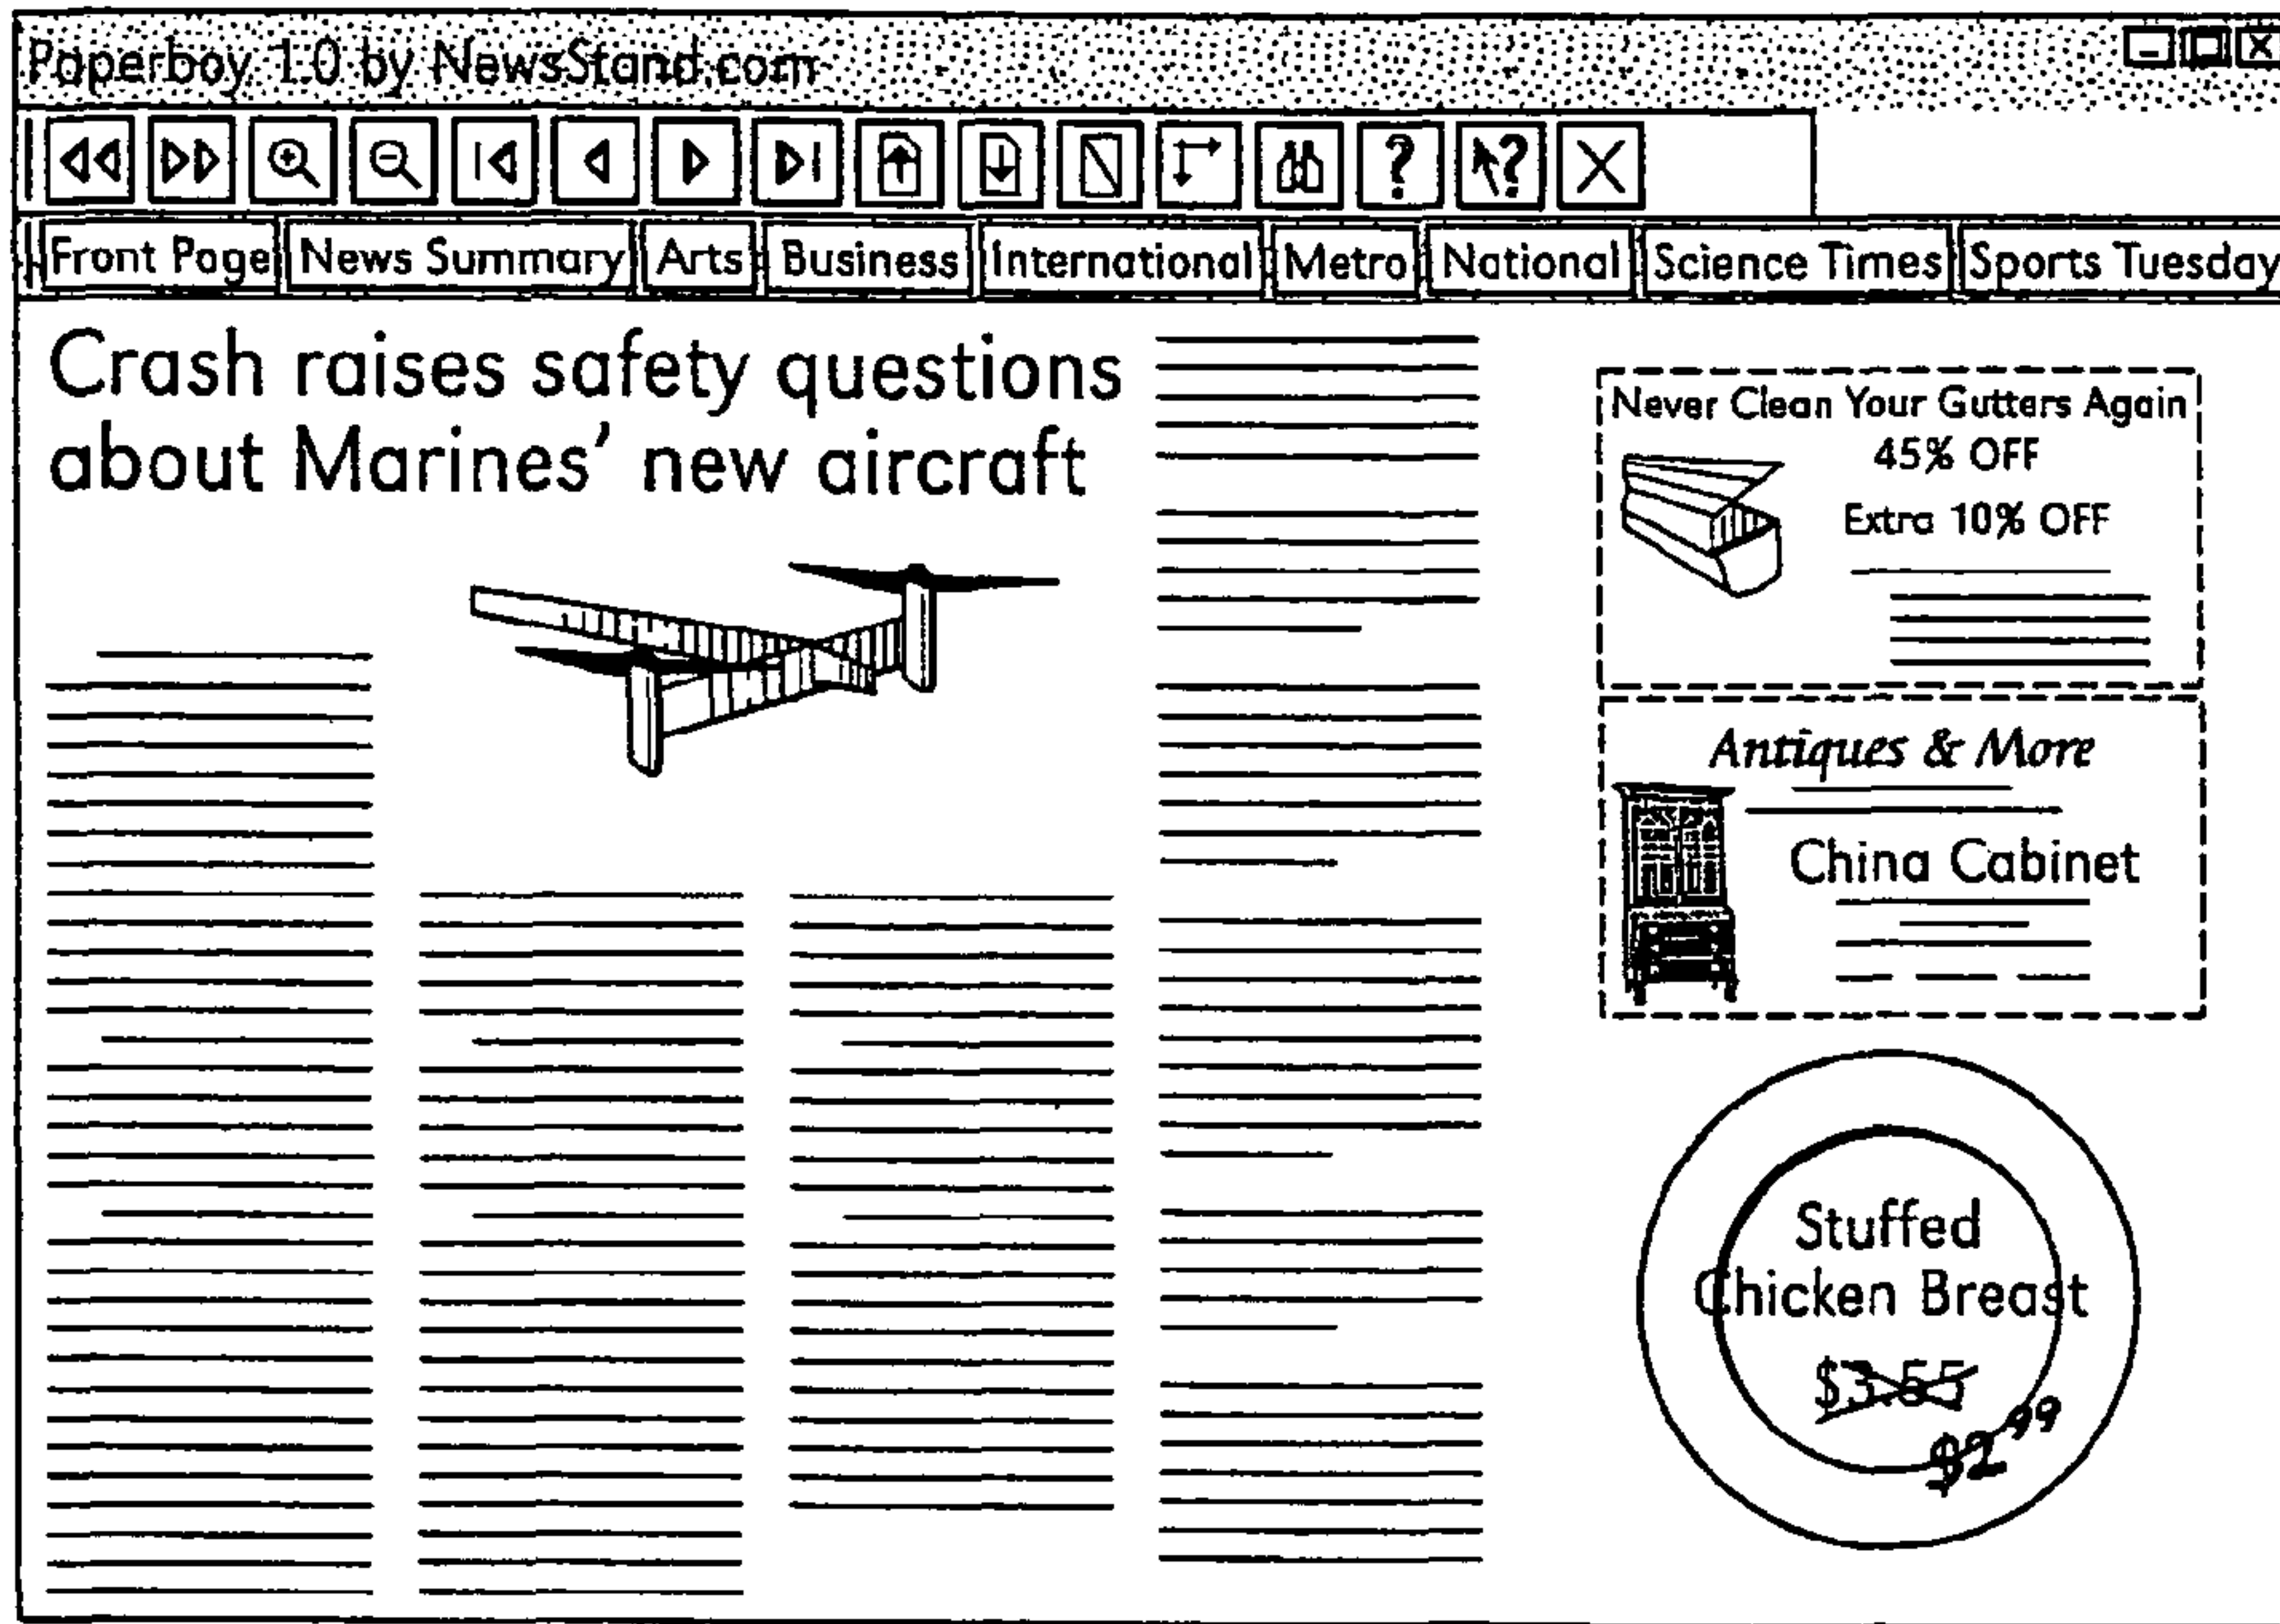 Paperboy 1.0 by NewsStand.com
Front Page News Summary Arts Business International Metro National Science Times Sports Tuesday
Crash raises safety questions
about Marines' new aircraft
Never Clean Your Gutters Again
45% OFF
Extra 10% OFF
Antiques & More
China Cabinet
Stuffed
Chicken Breast
$3.55
$2.99